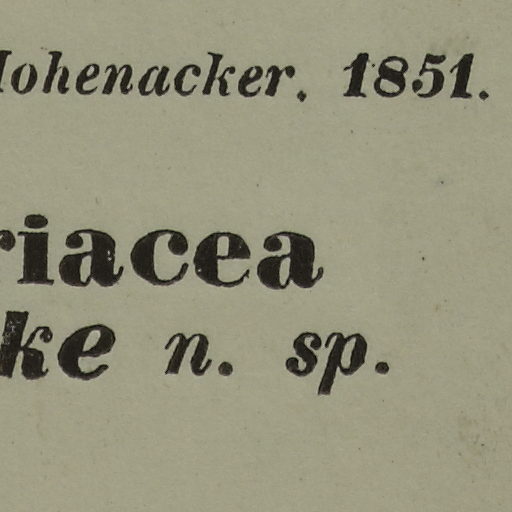 Hohenacker. 1851.
riacea
ke n. sp.